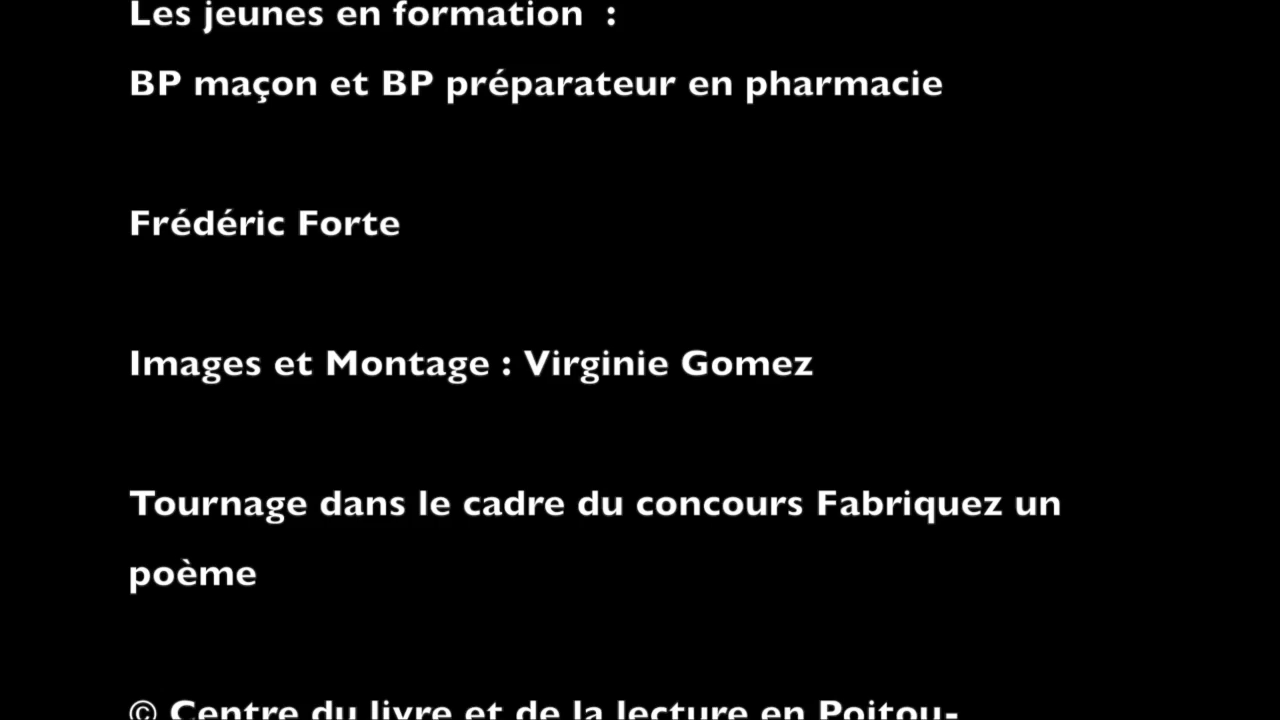 Les jeunes en formation  :
BP maçon et BP préparateur en pharmacie
Frédéric Forte
Images et Montage : Virginie Gomez
Tournage dans le cadre du concours Fabriquez un
poème
© Centre du livre et de la lecture en Poitou-